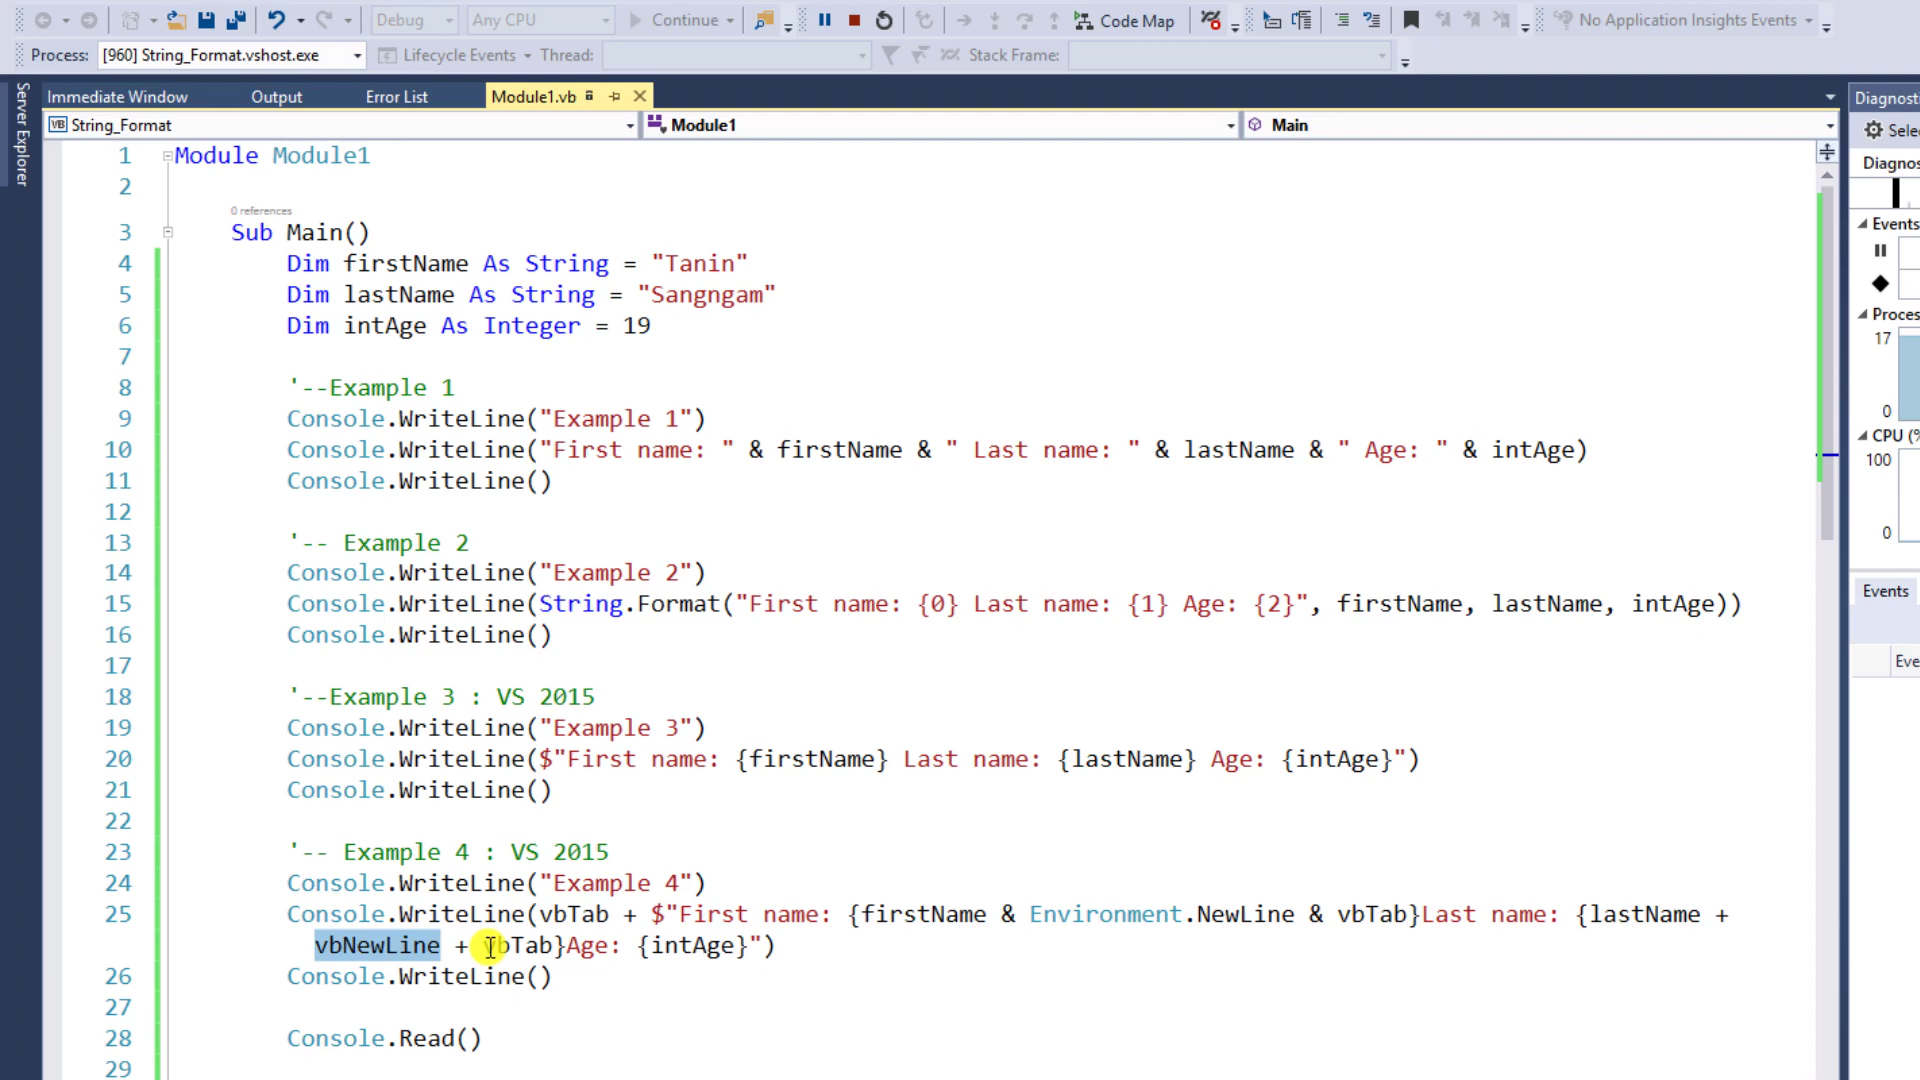 Debug Any CPU Continue Code Map No Application Insights Events
Process: [960] String_Format.vshost.exe Lifecycle Events Thread: Stack Frame:
Server Explorer
Immediate Window Output Error List Module1.vb
VB String_Format Module1 Main
1 Module Module1
2
0 references
3 Sub Main()
4 Dim firstName As String = "Tanin"
5 Dim lastName As String = "Sangngam"
6 Dim intAge As Integer = 19
7
8 '--Example 1
9 Console.WriteLine("Example 1")
10 Console.WriteLine("First name: " & firstName & " Last name: " & lastName & " Age: " & intAge)
11 Console.WriteLine()
12
13 '-- Example 2
14 Console.WriteLine("Example 2")
15 Console.WriteLine(String.Format("First name: {0} Last name: {1} Age: {2}", firstName, lastName, intAge))
16 Console.WriteLine()
17
18 '--Example 3 : VS 2015
19 Console.WriteLine("Example 3")
20 Console.WriteLine($"First name: {firstName} Last name: {lastName} Age: {intAge}")
21 Console.WriteLine()
22
23 '-- Example 4 : VS 2015
24 Console.WriteLine("Example 4")
25 Console.WriteLine(vbTab + $"First name: {firstName & Environment.NewLine & vbTab}Last name: {lastName +
vbNewLine + vbTab}Age: {intAge}")
26 Console.WriteLine()
27
28 Console.Read()
29
Diagnosti
Sele
Diagnos
Events
Proces
17
0
CPU (%
100
0
Events
Eve